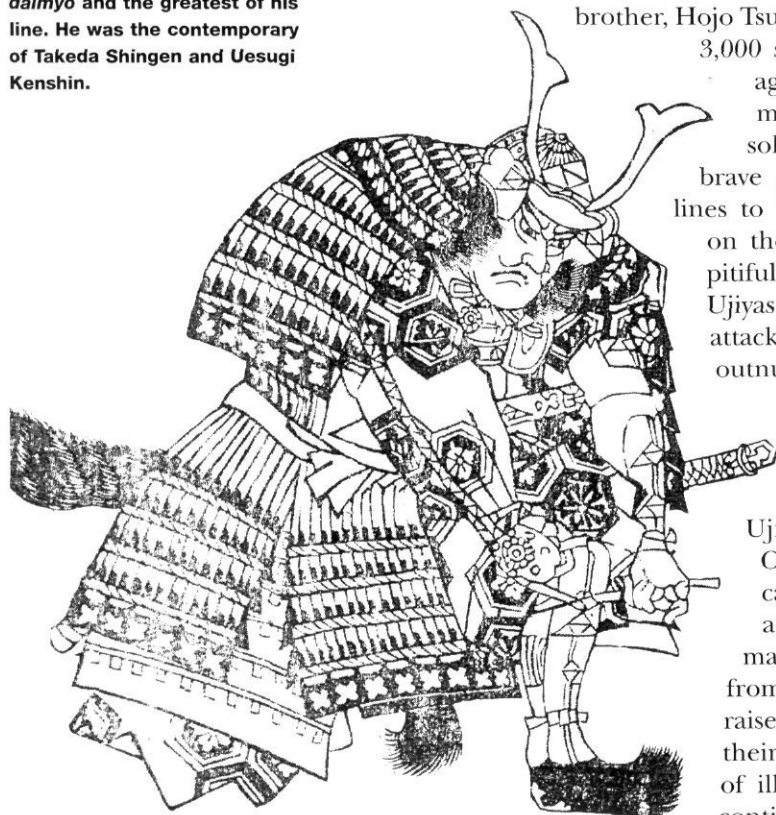 daimyo and the greatest of his
line. He was the contemporary
of Takeda Shingen and Uesugi
Kenshin.
brother, Hojo Tsu
3,000 s
ag
m
sol
brave
lines to
on the
pitiful
Ujiyas
attack
outnu
Uj
O
ca
a
ma
from
raise
their
of ill
conti